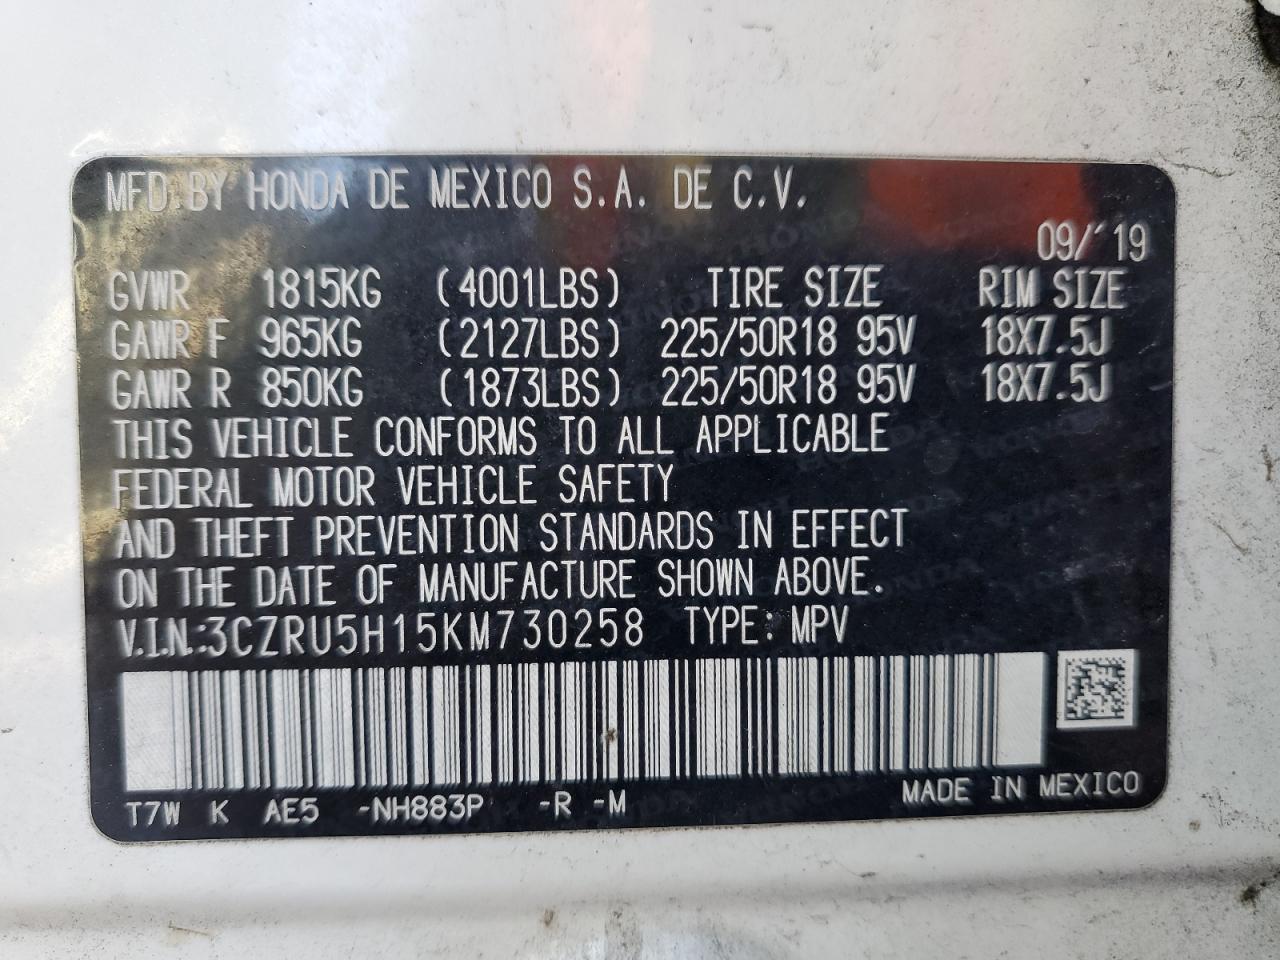 MFD. BY HONDA DE MEXICO S.A. DE C.V.
09/'19
GVWR 1815KG (4001LBS) TIRE SIZE RIM SIZE
GAWR F 965KG (2127LBS) 225/50R18 95V 18X7.5J
GAWR R 850KG (1873LBS) 225/50R18 95V 18X7.5J
THIS VEHICLE CONFORMS TO ALL APPLICABLE
FEDERAL MOTOR VEHICLE SAFETY
AND THEFT PREVENTION STANDARDS IN EFFECT
ON THE DATE OF MANUFACTURE SHOWN ABOVE.
V.I.N.:3CZRU5H15KM730258 TYPE: MPV
T7W K AE5 -NH883P -R -M MADE IN MEXICO